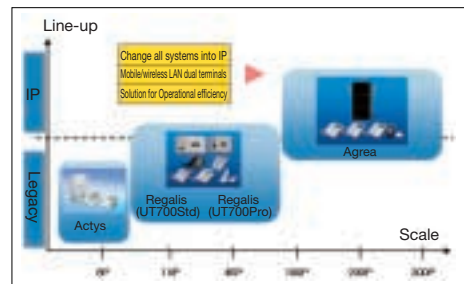 Line-up
Change all systems into IP
Mobile/wireless LAN dual terminals
Solution for Operational efficiency
IP
Agrea
Legacy
Actys
Regalis
(UT700Std)
Regalis
(UT700Pro)
Scale